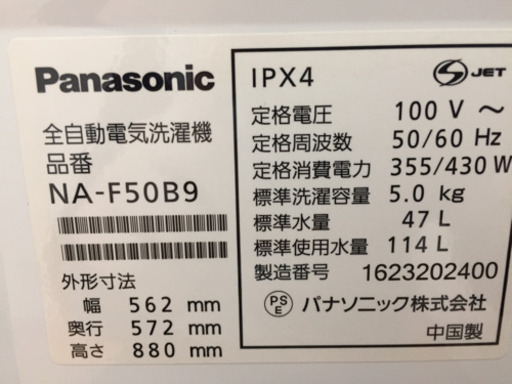 Panasonic
全自動電気洗濯機
品番
NA-F50B9
外形寸法
幅 562 mm
奥行 572 mm
高さ 880 mm
IPX4
S JET
定格電圧 100 V ～
定格周波数 50/60 Hz
定格消費電力 355/430 W
標準洗濯容量 5.0 kg
標準水量 47 L
標準使用水量 114 L
製造番号 1623202400
PSE パナソニック株式会社
中国製